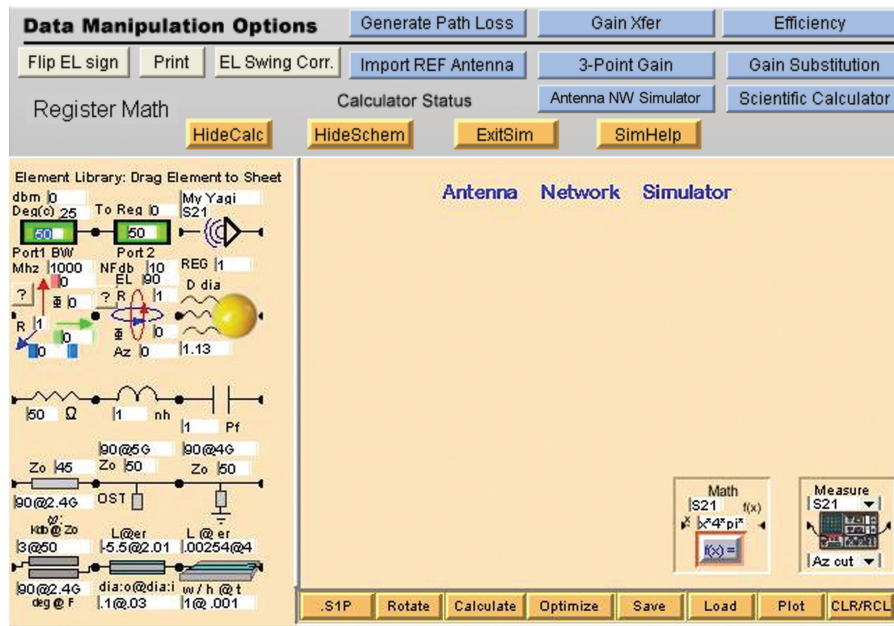 Data Manipulation Options
Generate Path Loss
Gain Xfer
Efficiency
Flip EL sign
Print
EL Swing Corr.
Import REF Antenna
3-Point Gain
Gain Substitution
Register Math
Calculator Status
Antenna NW Simulator
Scientific Calculator
HideCalc
HideSchem
ExitSim
SimHelp
Element Library: Drag Element to Sheet
Antenna Network Simulator
dbm 0
Deg(c) 25
To Reg 0
My Yagi
S21
50
50
Port1 BW
Port 2
Mhz 1000
NFdb 10
REG 1
0
EL 90
D dia
?
Φ 0
? R 1
R 1
0
Φ 0
0
Az 0
1.13
50 Ω
1 nh
1 Pf
90@5G
90@4G
Zo 45
Zo 50
Zo 50
90@2.4G
OST
Kdb @ Zo
L@er
L @ er
3@50
-5.5@2.01
.00254@4
90@2.4G
dia:o@dia:i
w / h @ t
deg @ F
.1@.03
1@ .001
Math
S21 f(x)
x x*4*pi*
f(x) =
Measure
S21
Az cut
.S1P
Rotate
Calculate
Optimize
Save
Load
Plot
CLR/RCL